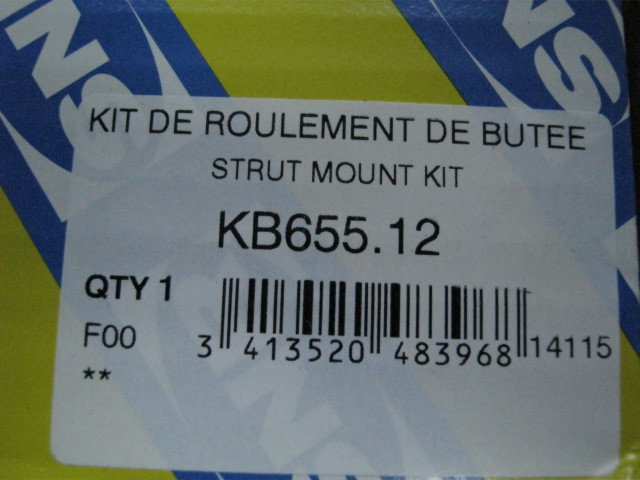 KIT DE ROULEMENT DE BUTEE
STRUT MOUNT KIT
KB655.12
QTY 1
F00
**
3 413520 483968 14115